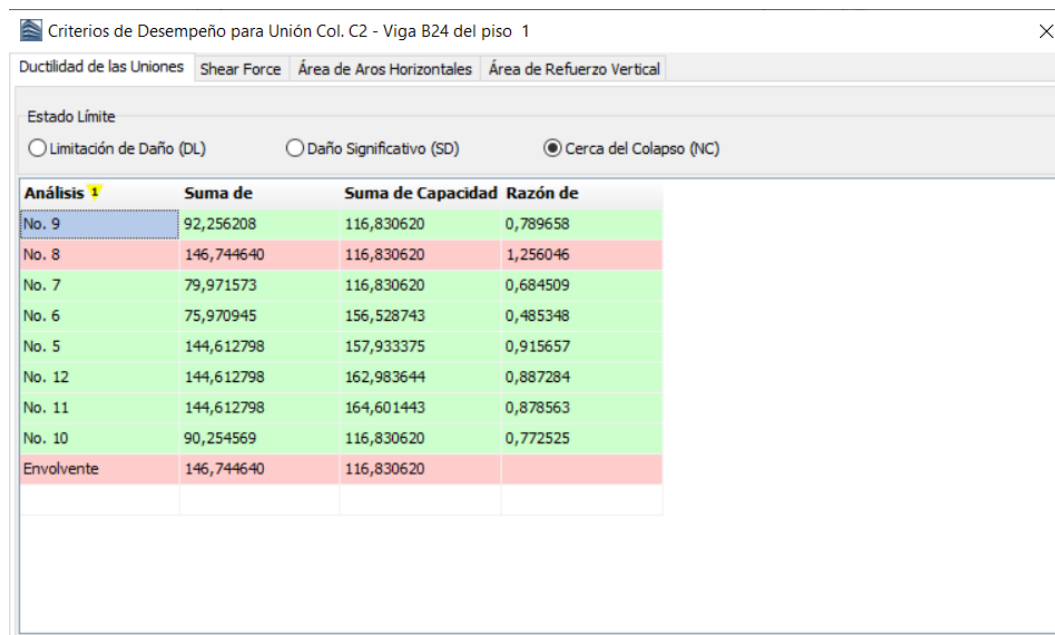 Criterios de Desempeño para Unión Col. C2 - Viga B24 del piso 1
Ductilidad de las Uniones Shear Force Área de Aros Horizontales Área de Refuerzo Vertical
Estado Límite
Limitación de Daño (DL) Daño Significativo (SD) Cerca del Colapso (NC)
Análisis 1 Suma de Suma de Capacidad Razón de
No. 9 92,256208 116,830620 0,789658
No. 8 146,744640 116,830620 1,256046
No. 7 79,971573 116,830620 0,684509
No. 6 75,970945 156,528743 0,485348
No. 5 144,612798 157,933375 0,915657
No. 12 144,612798 162,983644 0,887284
No. 11 144,612798 164,601443 0,878563
No. 10 90,254569 116,830620 0,772525
Envolvente 146,744640 116,830620